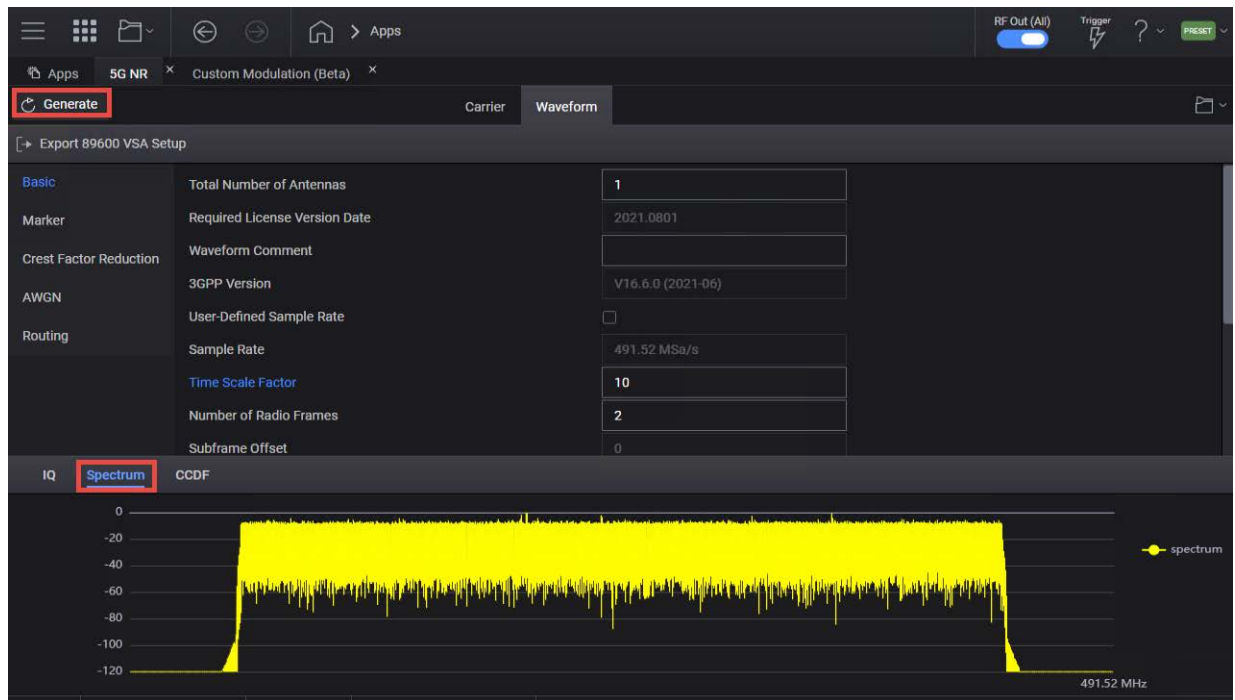 RF Out (All)
Trigger
Apps
?
PRESET
Apps
5G NR
×
Custom Modulation (Beta)
×
Generate
Carrier
Waveform
Export 89600 VSA Setup
Basic
Total Number of Antennas
1
Marker
Required License Version Date
2021.0801
Crest Factor Reduction
Waveform Comment
3GPP Version
V16.6.0 (2021-06)
AWGN
User-Defined Sample Rate
Routing
Sample Rate
491.52 MSa/s
Time Scale Factor
10
Number of Radio Frames
2
Subframe Offset
0
IQ
Spectrum
CCDF
0
-20
-40
-60
-80
-100
-120
spectrum
491.52 MHz